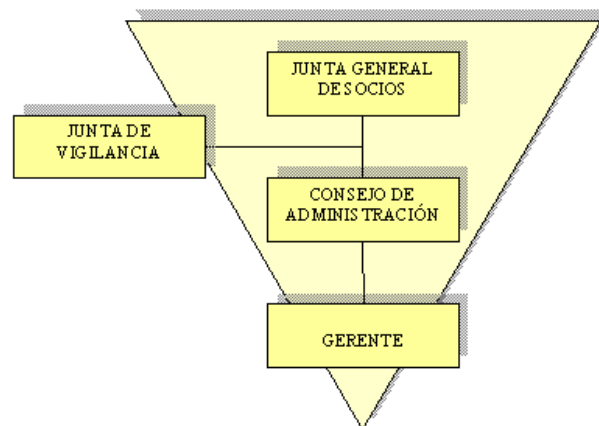 JUNTA GENERAL
DE SOCIOS
JUNTA DE
VIGILANCIA
CONSEJO DE
ADMINISTRACIÓN
GERENTE